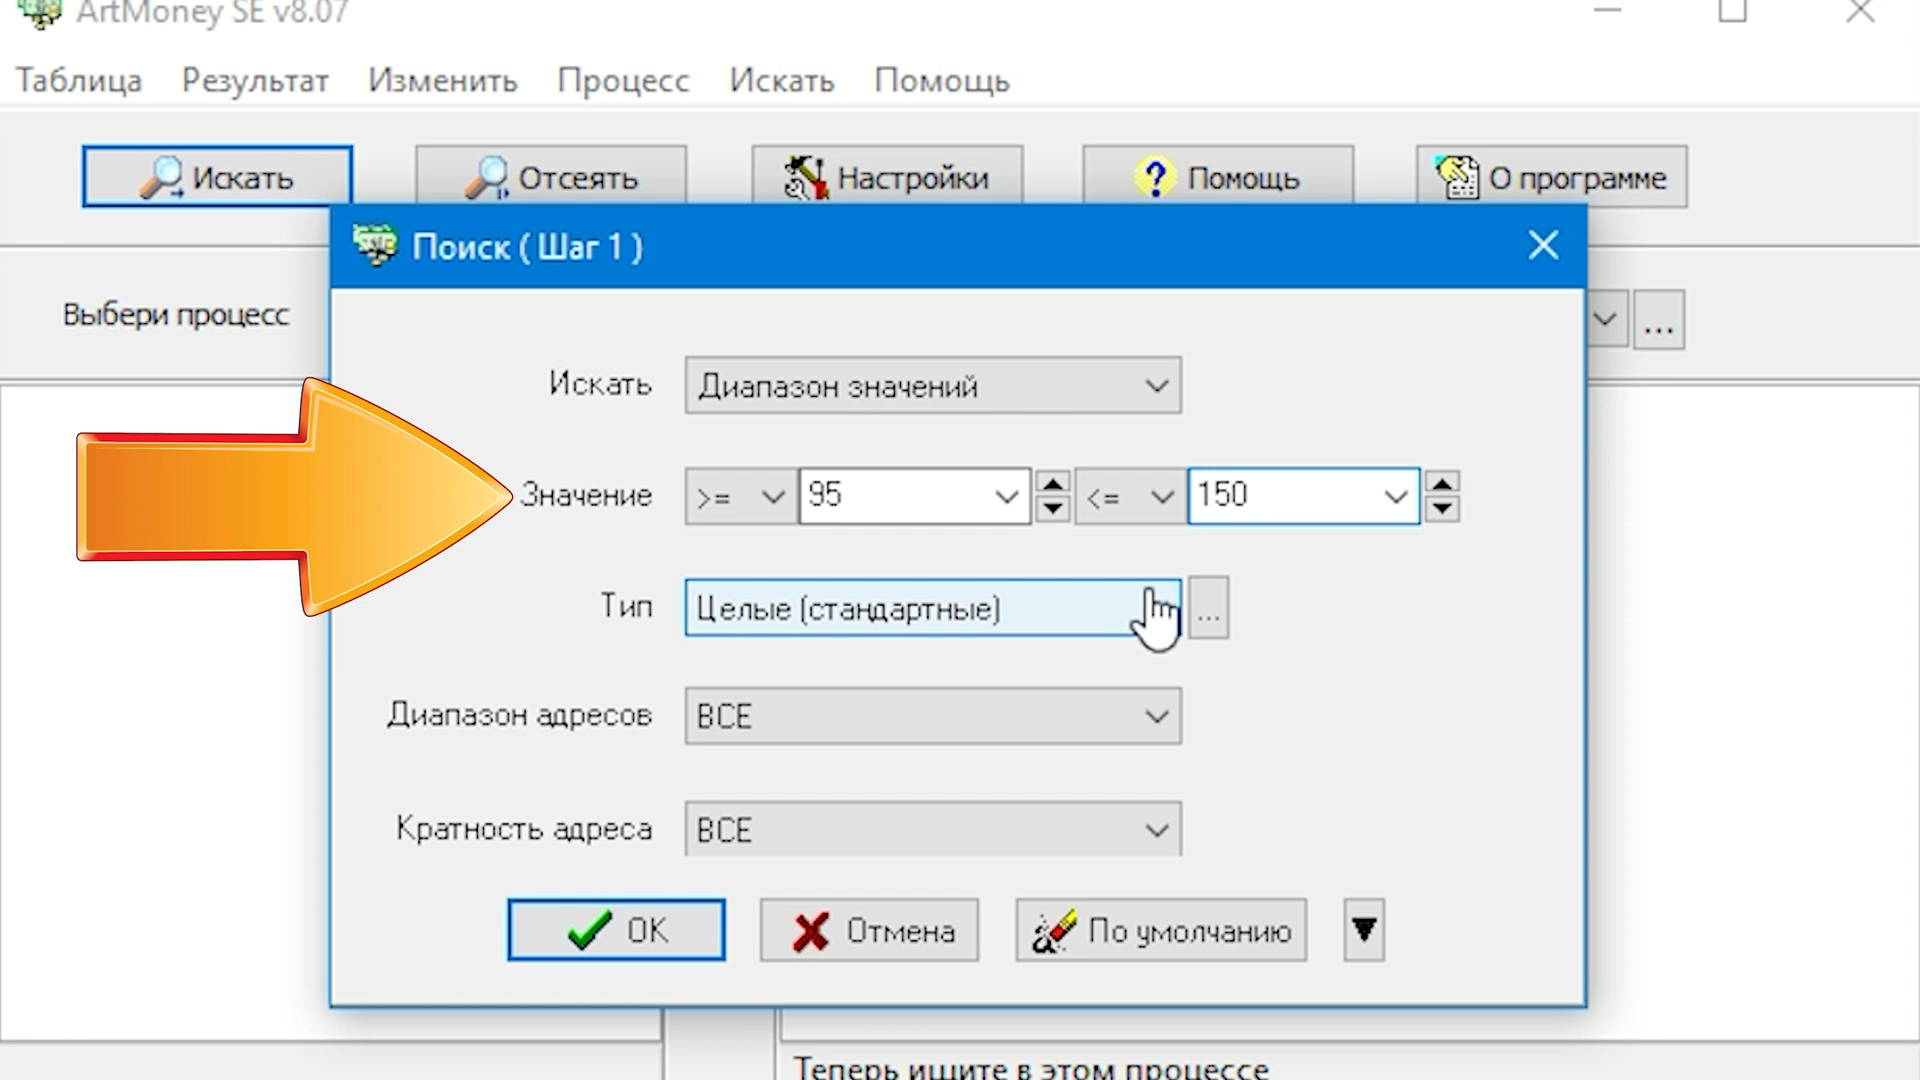 ArtMoney SE v8.07
Таблица Результат Изменить Процесс Искать Помощь
Искать Отсеять Настройки Помощь О программе
Поиск ( Шаг 1 )
Выбери процесс ...
Искать Диапазон значений
Значение >= 95 <= 150
Тип Целые (стандартные) ...
Диапазон адресов ВСЕ
Кратность адреса ВСЕ
OK Отмена По умолчанию
Теперь ищите в этом процессе